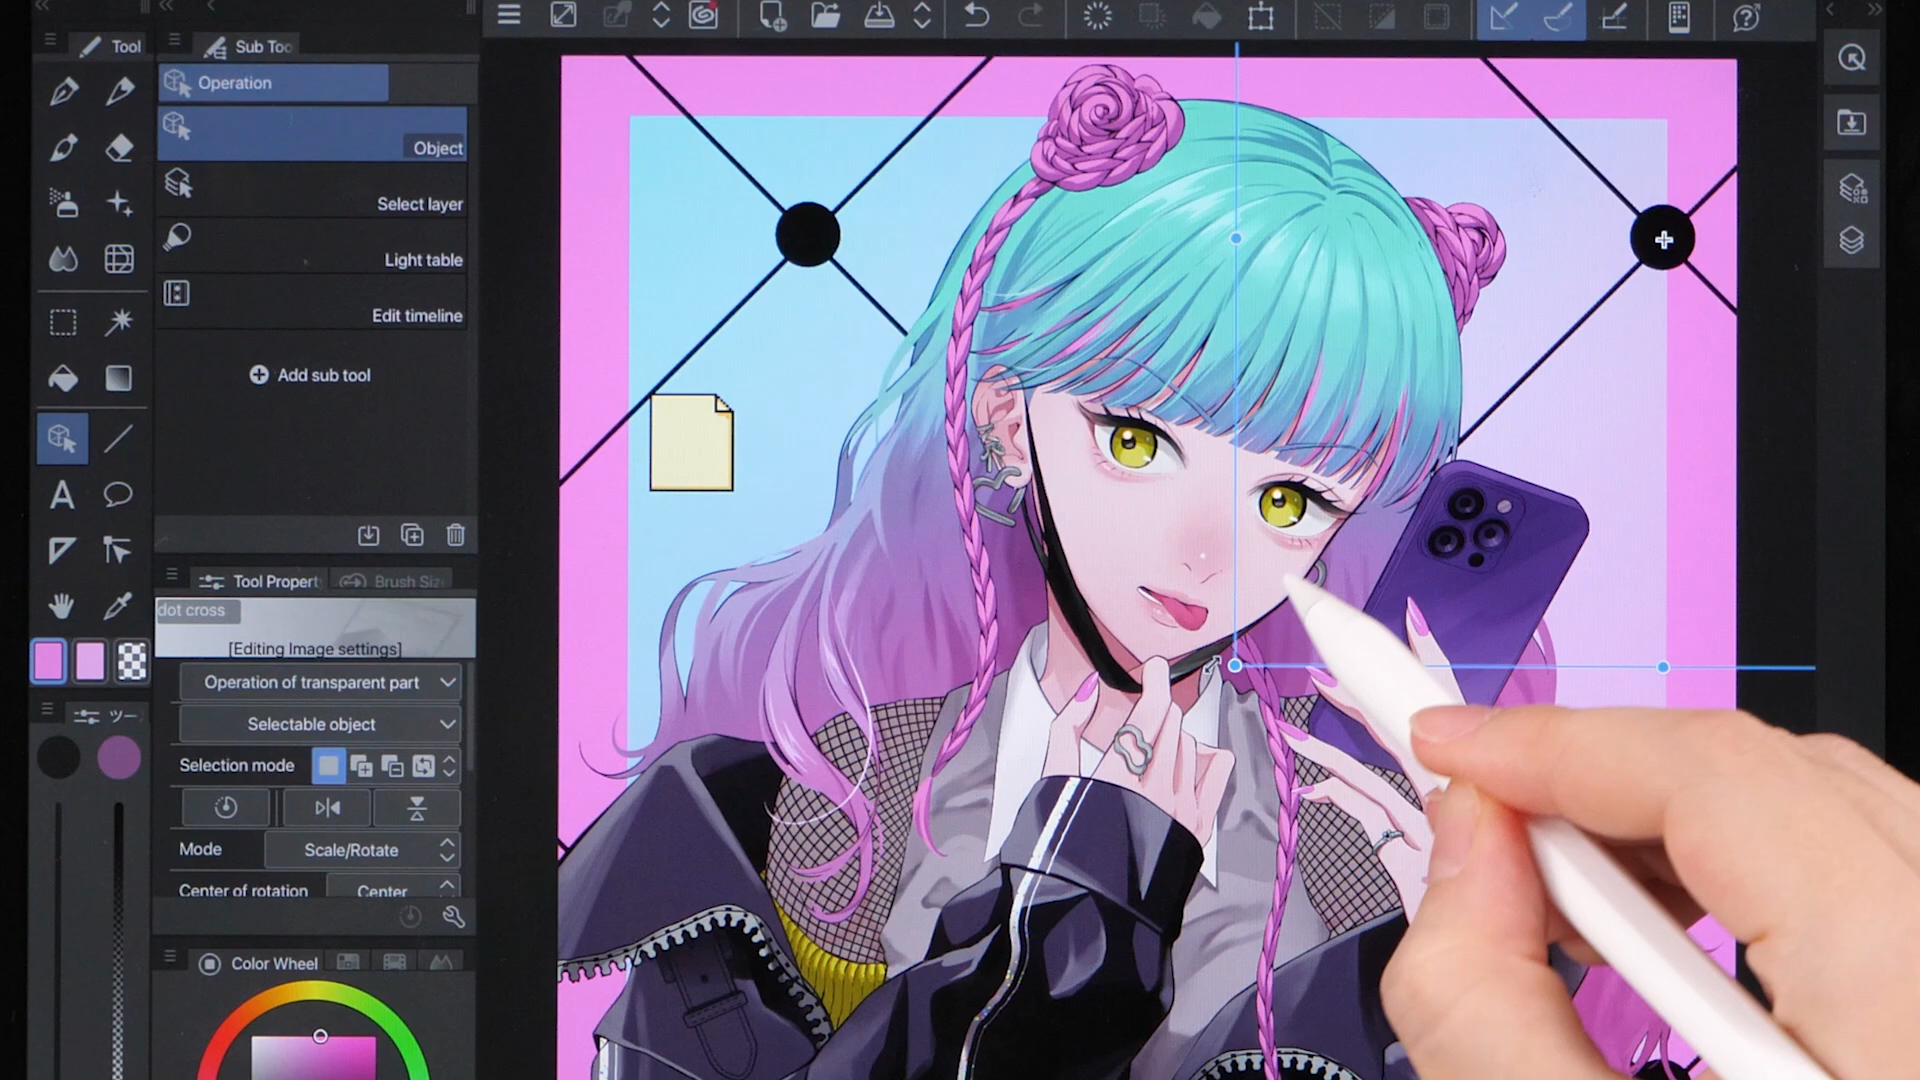 Tool
Sub Too
Operation
Object
Select layer
Light table
Edit timeline
Add sub tool
Tool Propert
Brush Siz
dot cross
[Editing Image settings]
Operation of transparent part
Selectable object
Selection mode
Mode
Scale/Rotate
Center of rotation
Center
ツー
Color Wheel